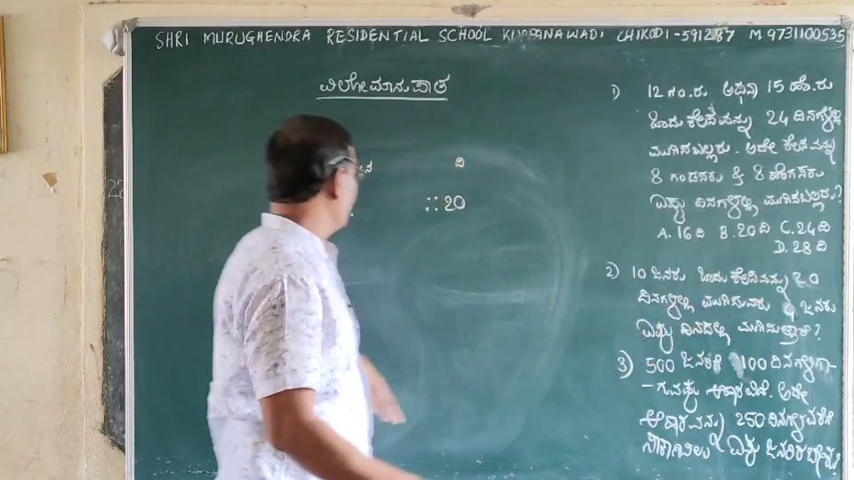 SHRI MURUGHENDRA RESIDENTIAL SCHOOL KUPPANAWADI CHIKODI-591287 M 9731100535
ವಿಲೋಮಾನುಪಾತ
ದಿ
:: 20
1) 12 ಗಂ.ರು ಅಥವಾ 15 ಹೆಂ.ರು
ಒಂದು ಕೆಲಸವನ್ನು 24 ದಿನಗಳಲ್ಲಿ
ಮುಗಿಸಬಲ್ಲರು. ಅದೇ ಕೆಲಸವನ್ನು
8 ಗಂಡಸರು & 8 ಹೆಂಗಸರು
ಎಷ್ಟು ದಿನಗಳಲ್ಲಿ ಮುಗಿಸಬಲ್ಲರು?
A. 16 ದಿ B. 20 ದಿ C. 24 ದಿ
D. 28 ದಿ
2) 10 ಜನರು ಒಂದು ಕೆಲಸವನ್ನು 20
ದಿನಗಳಲ್ಲಿ ಮುಗಿಸುವರು ಜನರು
ಎಷ್ಟು ದಿನದಲ್ಲಿ ಮುಗಿಸುತ್ತಾರೆ?
3) 500 ಜನರಿಗೆ 100 ದಿನಗಳಿಗಾ-
-ಗುವಷ್ಟು ಆಹಾರವಿದೆ. ಅದೇ
ಆಹಾರವನ್ನು 250 ದಿನಗಳವರೆಗೆ
ಎಷ್ಟು